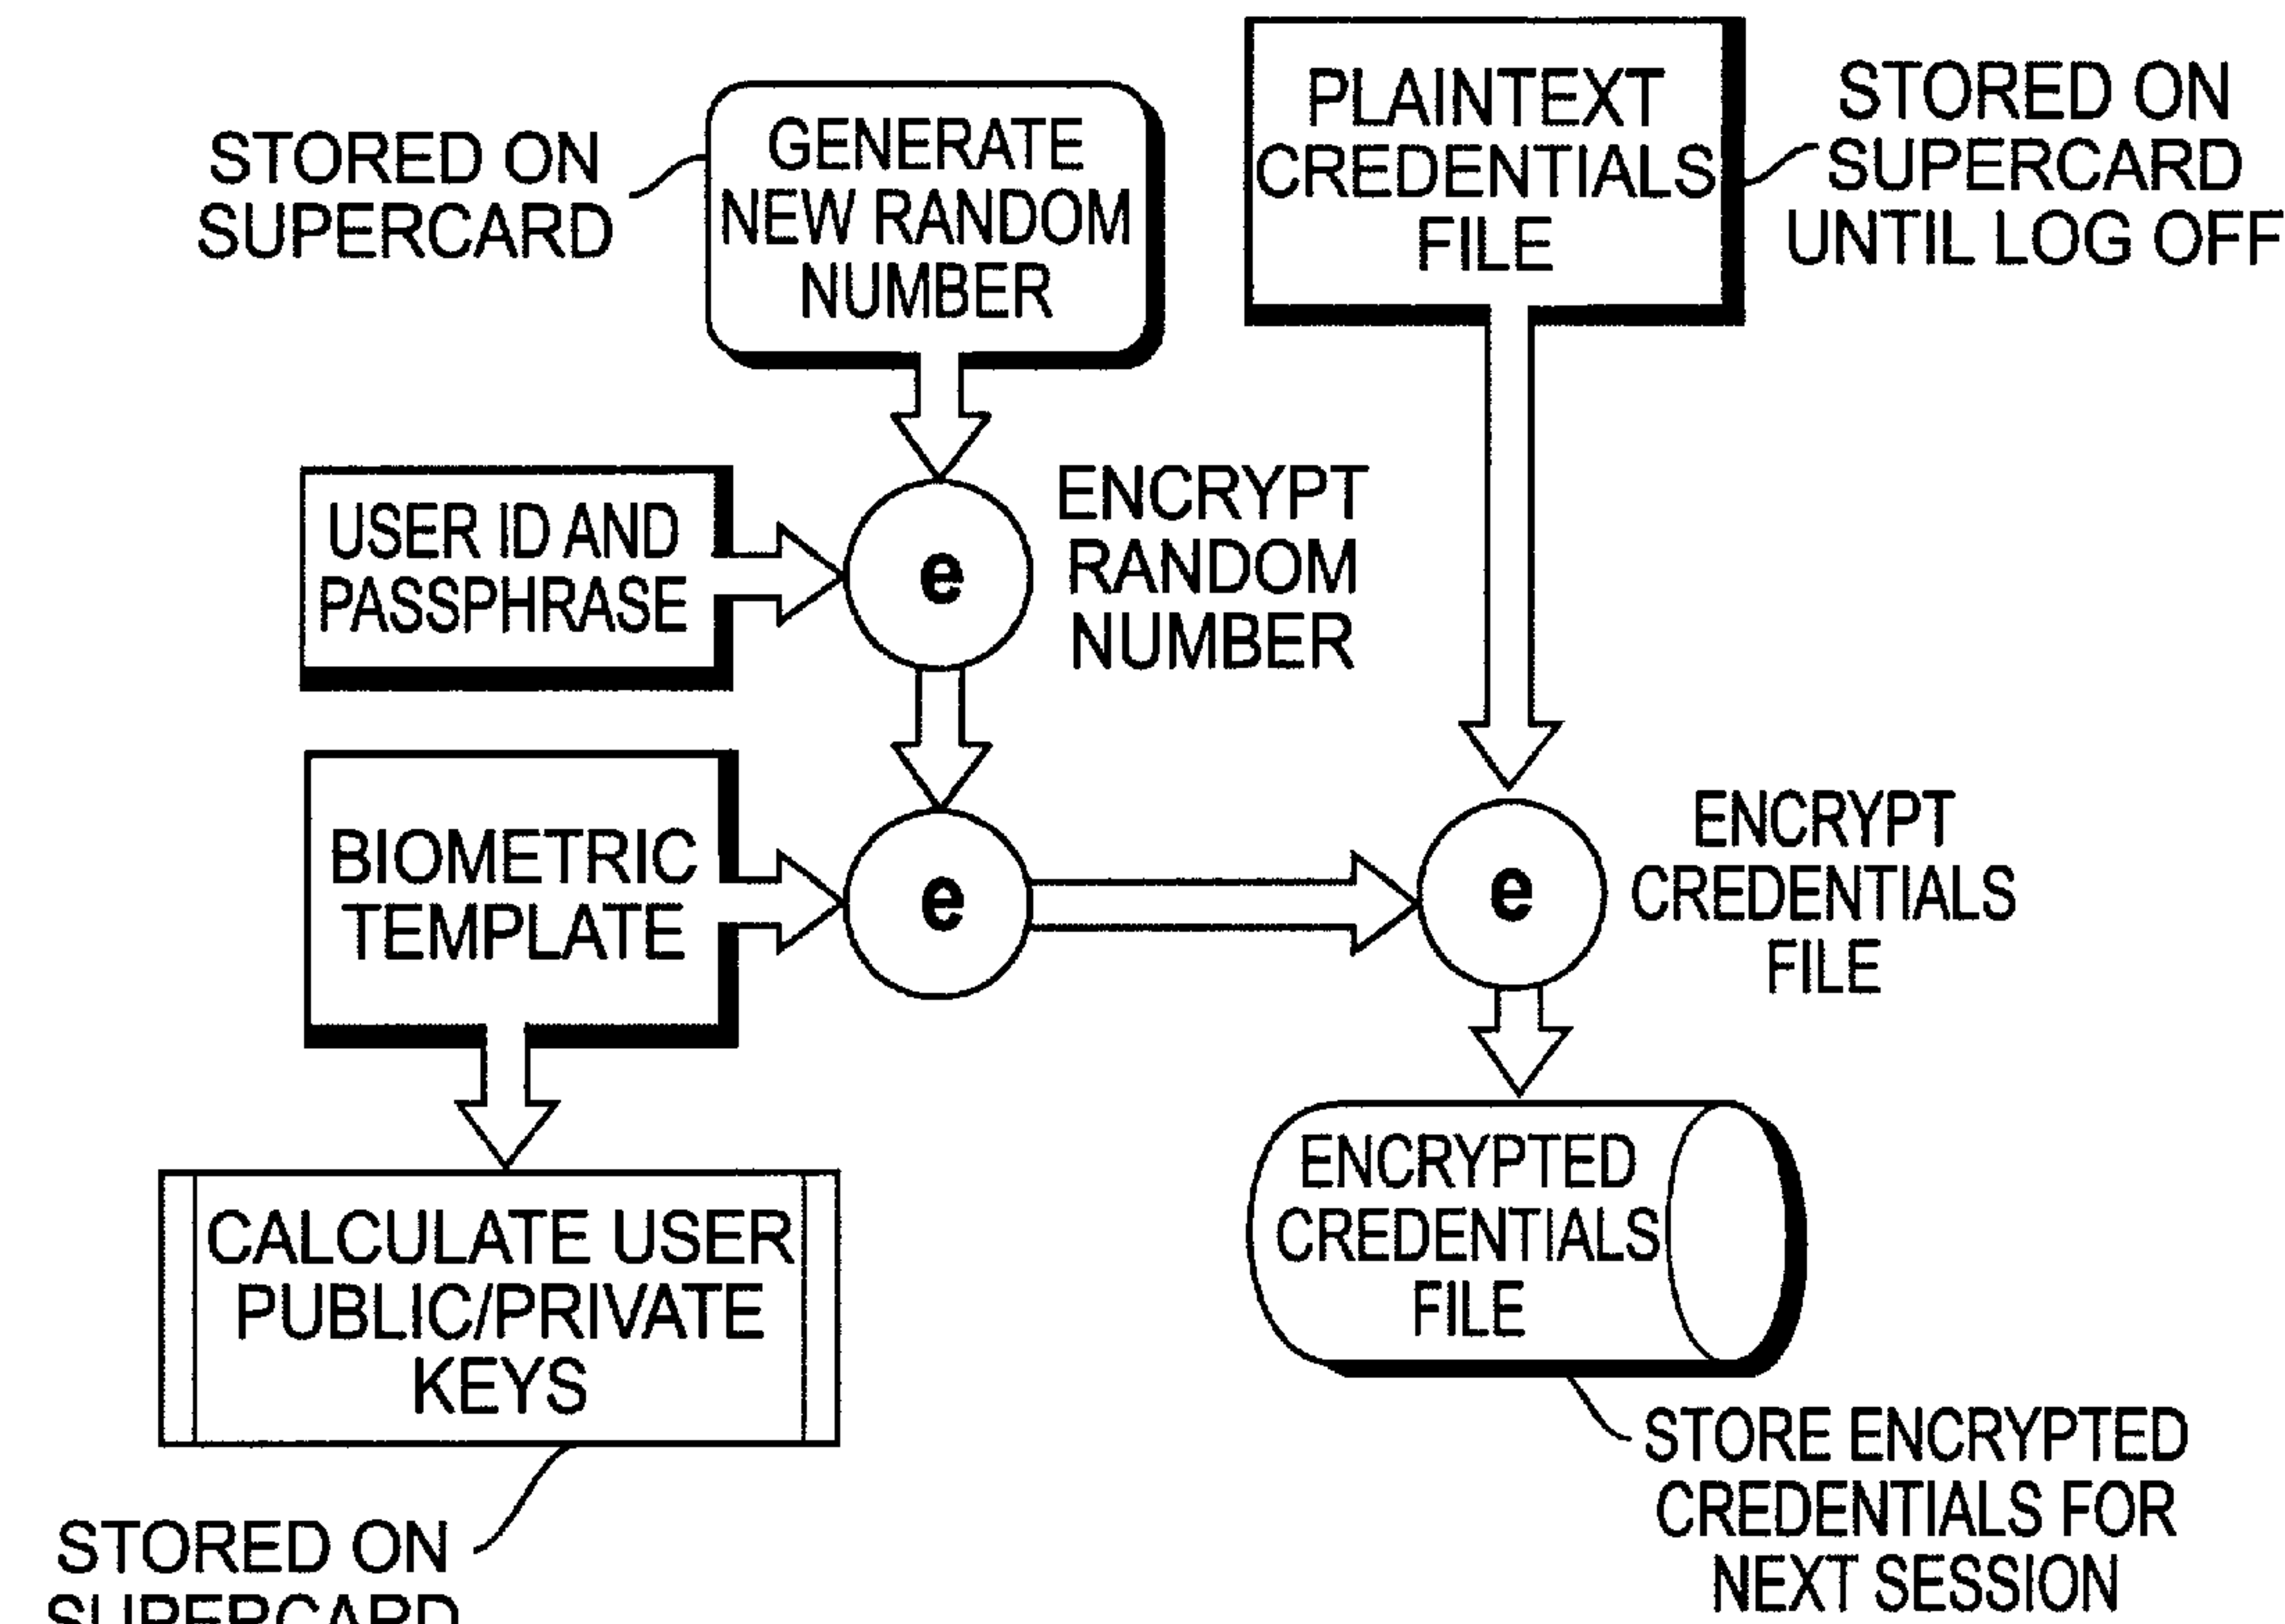 STORED ON
SUPERCARD
GENERATE
NEW RANDOM
NUMBER
PLAINTEXT
CREDENTIALS
FILE
STORED ON
SUPERCARD
UNTIL LOG OFF
USER ID AND
PASSPHRASE
e
ENCRYPT
RANDOM
NUMBER
BIOMETRIC
TEMPLATE
e
e
ENCRYPT
CREDENTIALS
FILE
CALCULATE USER
PUBLIC/PRIVATE
KEYS
ENCRYPTED
CREDENTIALS
FILE
STORED ON
SUPERCARD
STORE ENCRYPTED
CREDENTIALS FOR
NEXT SESSION